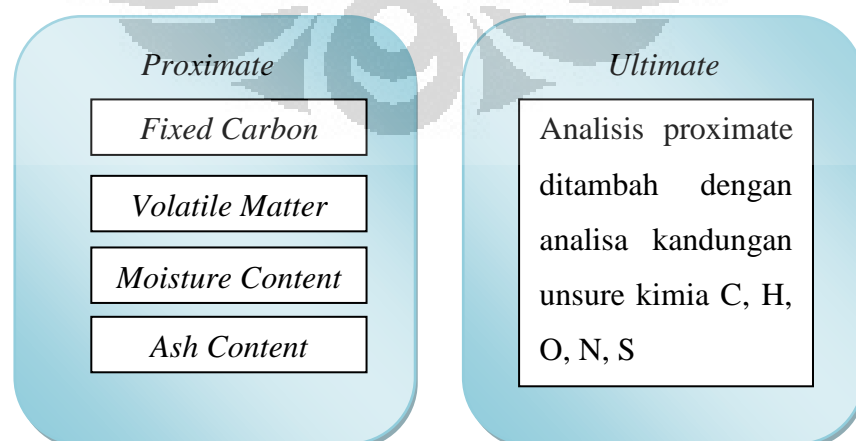 Proximate
Fixed Carbon
Volatile Matter
Moisture Content
Ash Content
Ultimate
Analisis proximate
ditambah dengan
analisa kandungan
unsure kimia C, H,
O, N, S